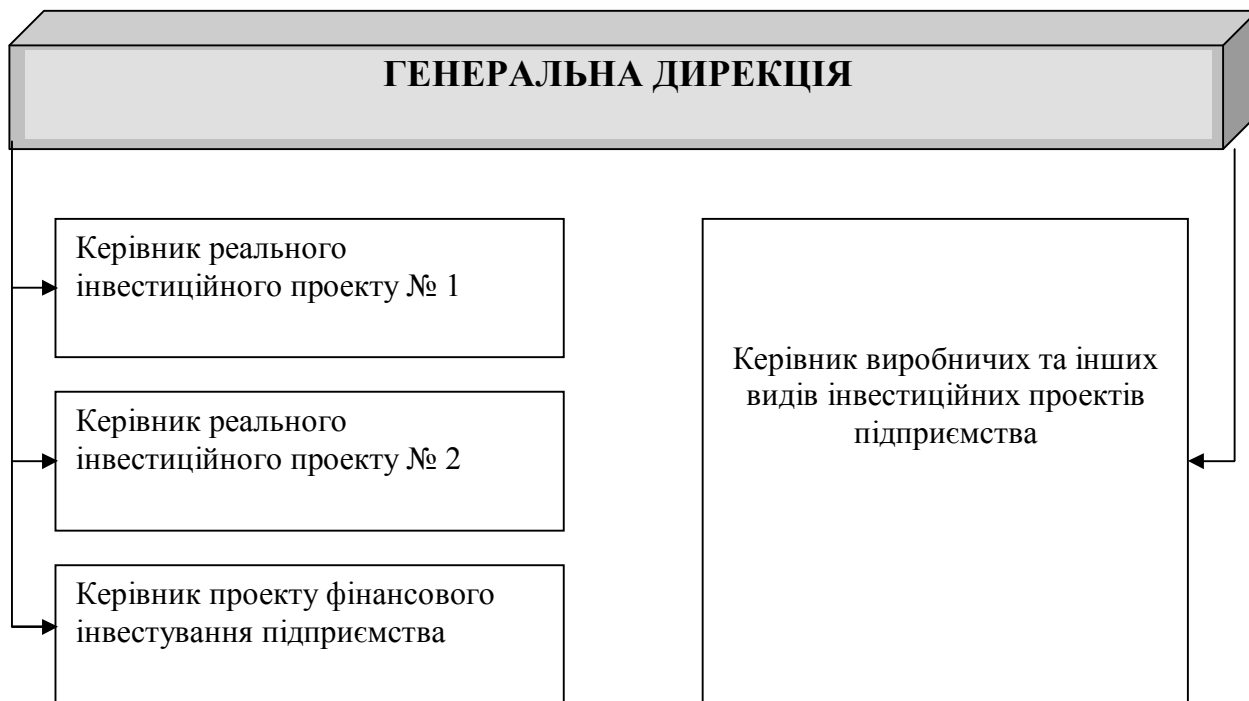 ГЕНЕРАЛЬНА ДИРЕКЦІЯ
Керівник реального
інвестиційного проекту № 1
Керівник реального
інвестиційного проекту № 2
Керівник проекту фінансового
інвестування підприємства
Керівник виробничих та інших
видів інвестиційних проектів
підприємства